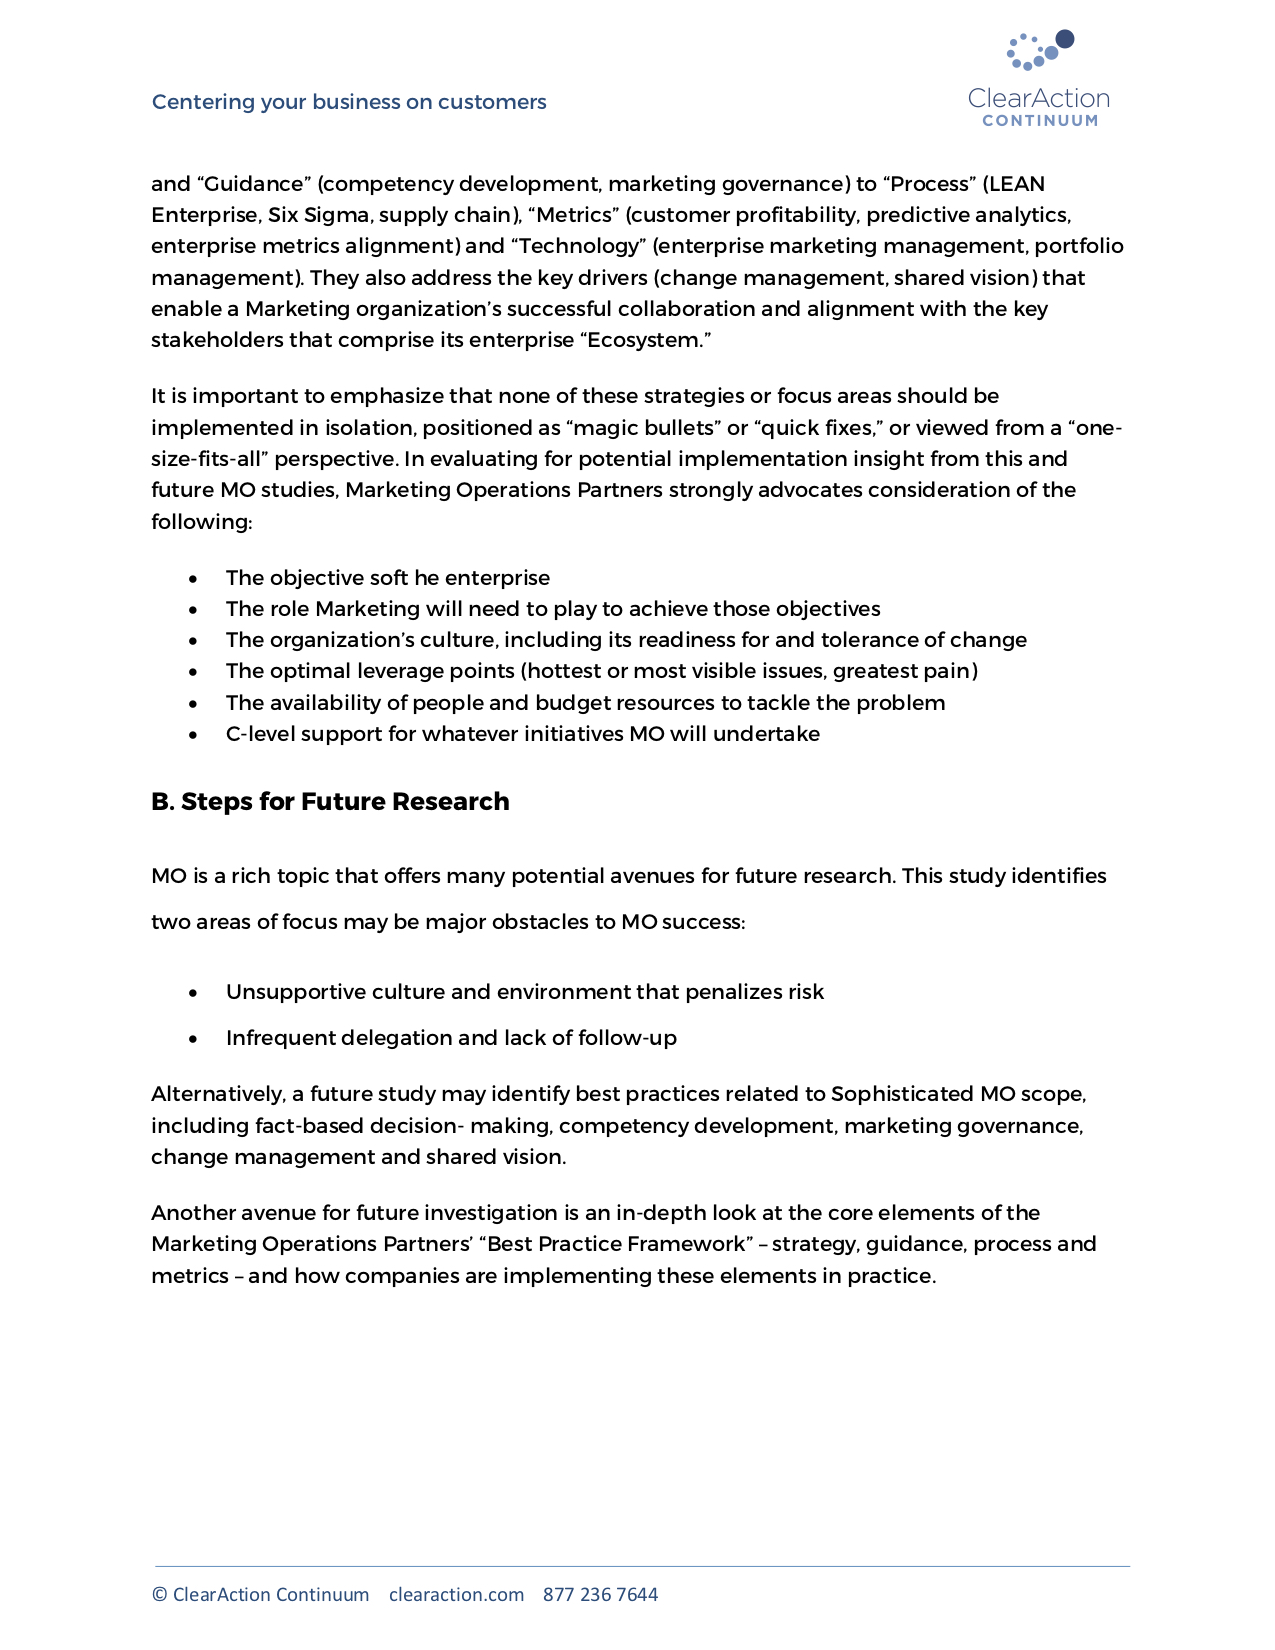 Centering your business on customers
ClearAction
CONTINUUM
and “Guidance” (competency development, marketing governance) to “Process” (LEAN
Enterprise, Six Sigma, supply chain), “Metrics” (customer profitability, predictive analytics,
enterprise metrics alignment) and “Technology” (enterprise marketing management, portfolio
management). They also address the key drivers (change management, shared vision) that
enable a Marketing organization’s successful collaboration and alignment with the key
stakeholders that comprise its enterprise “Ecosystem.”
It is important to emphasize that none of these strategies or focus areas should be
implemented in isolation, positioned as “magic bullets” or “quick fixes,” or viewed from a “one-
size-fits-all” perspective. In evaluating for potential implementation insight from this and
future MO studies, Marketing Operations Partners strongly advocates consideration of the
following:
• The objective soft he enterprise
• The role Marketing will need to play to achieve those objectives
• The organization’s culture, including its readiness for and tolerance of change
• The optimal leverage points (hottest or most visible issues, greatest pain)
• The availability of people and budget resources to tackle the problem
• C-level support for whatever initiatives MO will undertake
B. Steps for Future Research
MO is a rich topic that offers many potential avenues for future research. This study identifies
two areas of focus may be major obstacles to MO success:
• Unsupportive culture and environment that penalizes risk
• Infrequent delegation and lack of follow-up
Alternatively, a future study may identify best practices related to Sophisticated MO scope,
including fact-based decision- making, competency development, marketing governance,
change management and shared vision.
Another avenue for future investigation is an in-depth look at the core elements of the
Marketing Operations Partners’ “Best Practice Framework” – strategy, guidance, process and
metrics – and how companies are implementing these elements in practice.
© ClearAction Continuum clearaction.com 877 236 7644